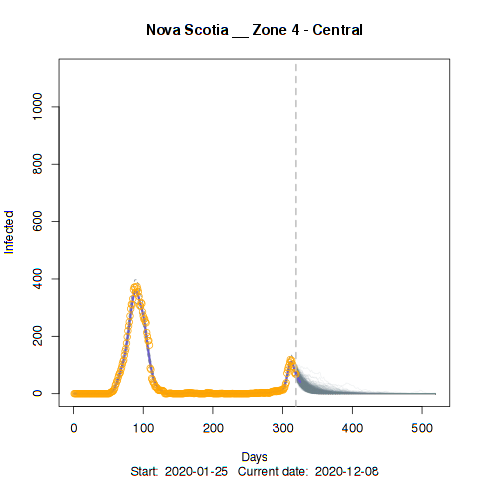 Nova Scotia __ Zone 4 - Central
1000
800
600
400
200
0
Infected
0 100 200 300 400 500
Days
Start: 2020-01-25 Current date: 2020-12-08